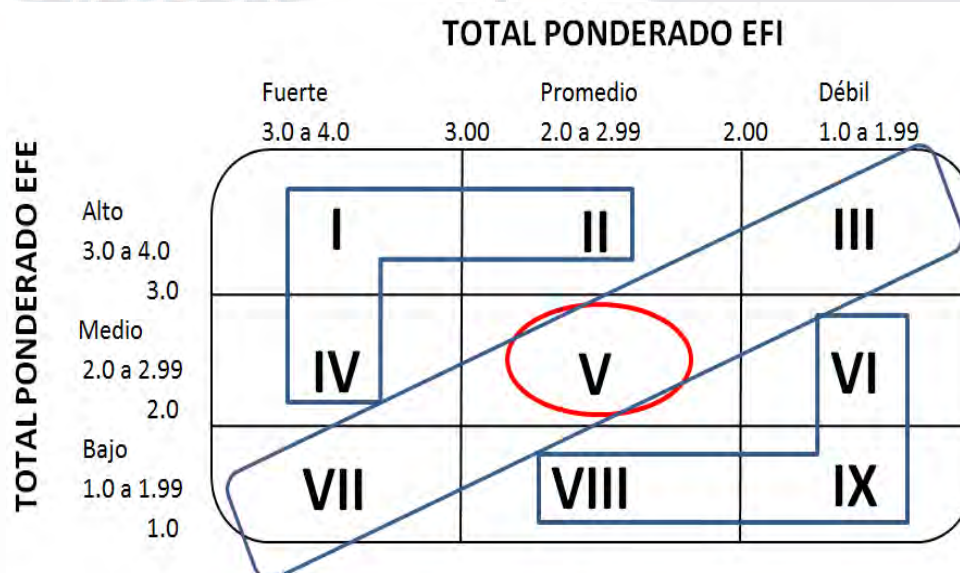 TOTAL PONDERADO EFI
Fuerte
Promedio
Débil
3.0 a 4.0
3.00
2.0 a 2.99
2.00
1.0 a 1.99
TOTAL PONDERADO EFE
Alto
3.0 a 4.0
3.0
Medio
2.0 a 2.99
2.0
Bajo
1.0 a 1.99
1.0
I
II
III
IV
V
VI
VII
VIII
IX